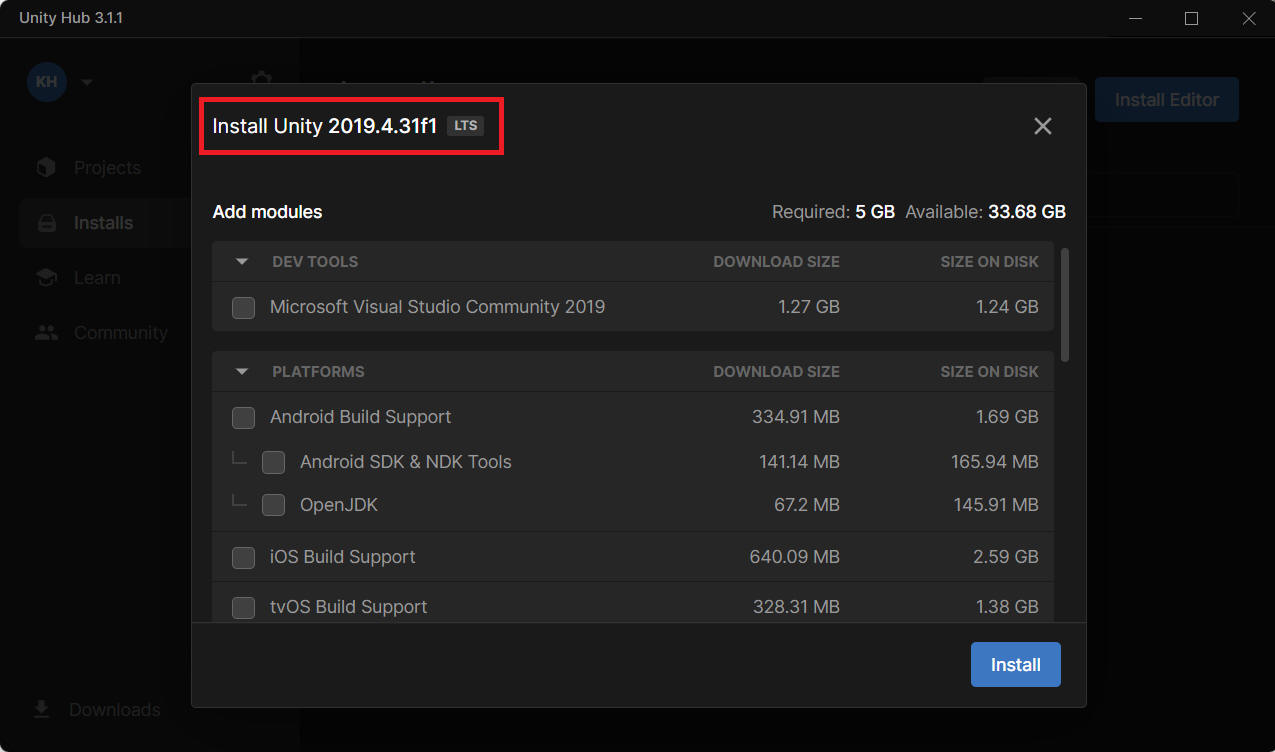 Unity Hub 3.1.1
KH
Install Editor
Install Unity 2019.4.31f1 LTS
Projects
Installs
Learn
Community
Add modules Required: 5 GB Available: 33.68 GB
DEV TOOLS DOWNLOAD SIZE SIZE ON DISK
Microsoft Visual Studio Community 2019 1.27 GB 1.24 GB
PLATFORMS DOWNLOAD SIZE SIZE ON DISK
Android Build Support 334.91 MB 1.69 GB
Android SDK & NDK Tools 141.14 MB 165.94 MB
OpenJDK 67.2 MB 145.91 MB
iOS Build Support 640.09 MB 2.59 GB
tvOS Build Support 328.31 MB 1.38 GB
Install
Downloads